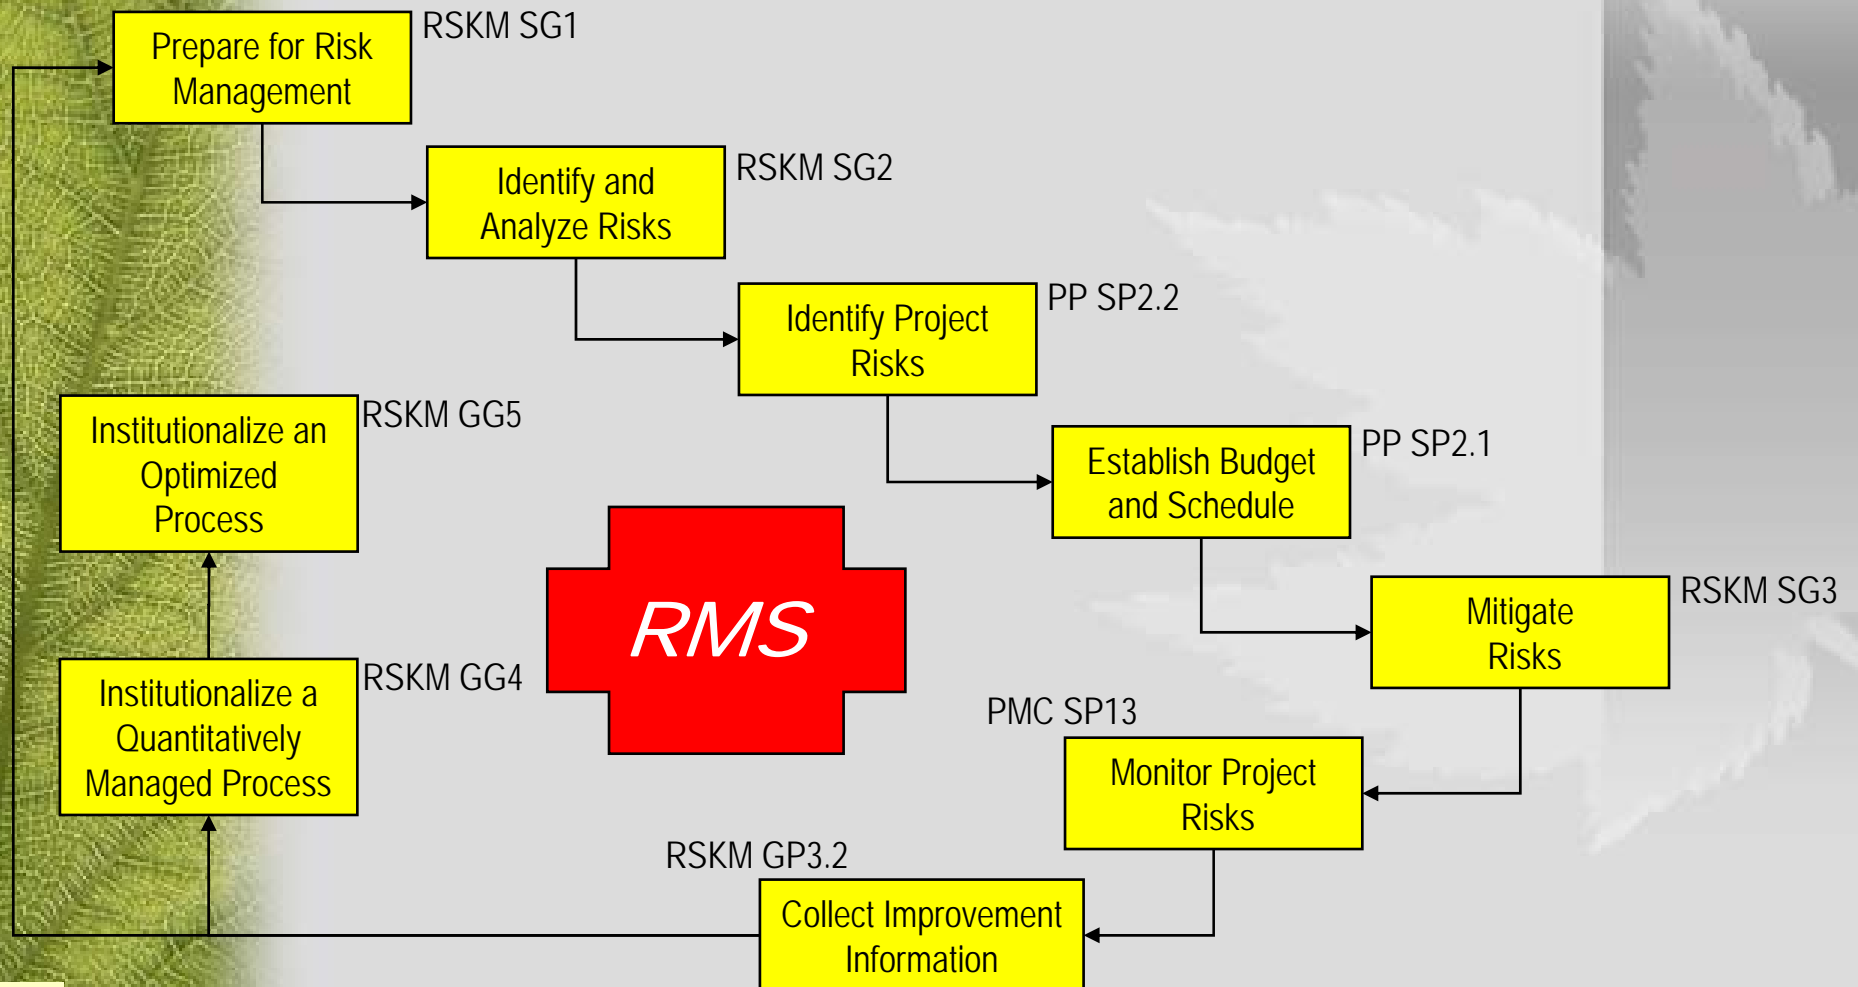 Prepare for Risk
Management
RSKM SG1
Identify and
Analyze Risks
RSKM SG2
Identify Project
Risks
PP SP2.2
Establish Budget
and Schedule
PP SP2.1
Mitigate
Risks
RSKM SG3
PMC SP13
Monitor Project
Risks
RSKM GP3.2
Collect Improvement
Information
Institutionalize a
Quantitatively
Managed Process
RSKM GG4
Institutionalize an
Optimized
Process
RSKM GG5
RMS